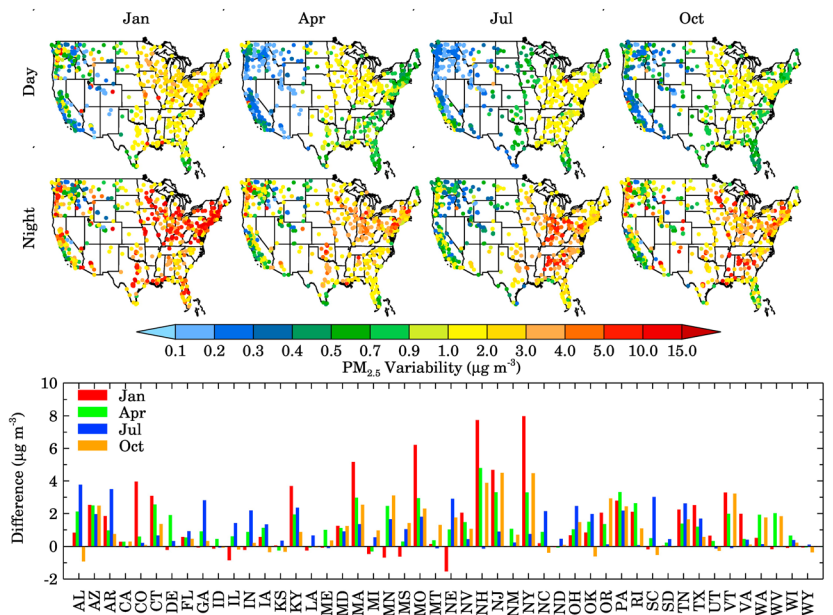 Jan Apr Jul Oct
Day
Night
0.1 0.2 0.3 0.4 0.5 0.7 0.9 1.0 2.0 3.0 4.0 5.0 10.0 15.0
PM2.5 Variability (μg m-3)
10
8
6
4
2
0
-2
Difference (μg m-3)
Jan
Apr
Jul
Oct
AL AZ AR CA CO CT DE FL GA ID IL IN IA KS KY LA ME MD MA MI MN MS MO MT NE NV NH NJ NM NY NC ND OH OK OR PA RI SC SD TN TX UT VT VA WA WV WI WY